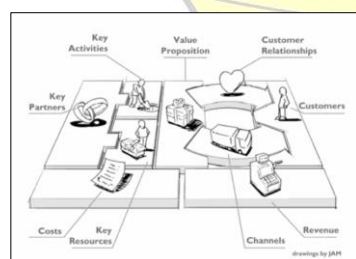 Key
Activities
Value
Proposition
Customer
Relationships
Key
Partners
Customers
Costs
Key
Resources
Channels
Revenue
drawings by JAM